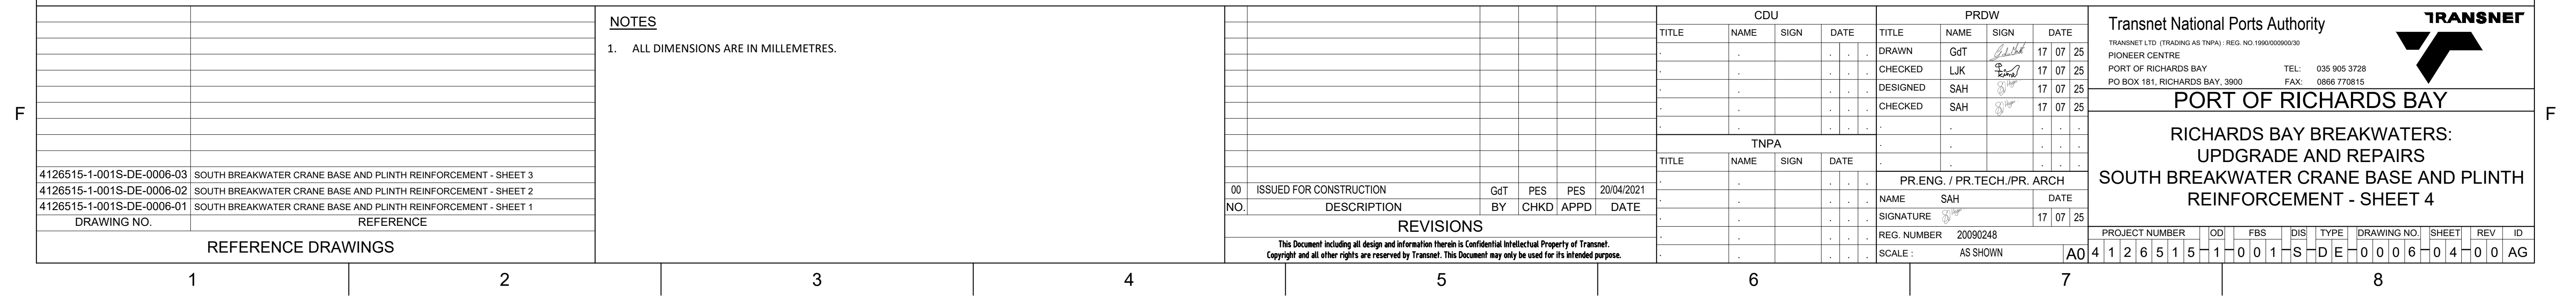 F
4126515-1-001S-DE-0006-03 SOUTH BREAKWATER CRANE BASE AND PLINTH REINFORCEMENT - SHEET 3
4126515-1-001S-DE-0006-02 SOUTH BREAKWATER CRANE BASE AND PLINTH REINFORCEMENT - SHEET 2
4126515-1-001S-DE-0006-01 SOUTH BREAKWATER CRANE BASE AND PLINTH REINFORCEMENT - SHEET 1
DRAWING NO. REFERENCE
REFERENCE DRAWINGS
NOTES
1. ALL DIMENSIONS ARE IN MILLEMETRES.
00 ISSUED FOR CONSTRUCTION GdT PES PES 20/04/2021
NO. DESCRIPTION BY CHKD APPD DATE
REVISIONS
This Document including all design and information therein is Confidential Intellectual Property of Transnet.
Copyright and all other rights are reserved by Transnet. This Document may only be used for its intended purpose.
CDU
TITLE NAME SIGN DATE
TNPA
TITLE NAME SIGN DATE
PRDW
TITLE NAME SIGN DATE
DRAWN GdT 17 07 25
CHECKED LJK 17 07 25
DESIGNED SAH 17 07 25
CHECKED SAH 17 07 25
PR.ENG. / PR.TECH./PR. ARCH
NAME SAH DATE
SIGNATURE 17 07 25
REG. NUMBER 20090248
SCALE : AS SHOWN A0
Transnet National Ports Authority
TRANSNET
TRANSNET LTD (TRADING AS TNPA) : REG. NO.1990/000900/30
PIONEER CENTRE
PORT OF RICHARDS BAY TEL: 035 905 3728
PO BOX 181, RICHARDS BAY, 3900 FAX: 0866 770815
PORT OF RICHARDS BAY
RICHARDS BAY BREAKWATERS:
UPDGRADE AND REPAIRS
SOUTH BREAKWATER CRANE BASE AND PLINTH
REINFORCEMENT - SHEET 4
PROJECT NUMBER OD FBS DIS TYPE DRAWING NO. SHEET REV ID
4 1 2 6 5 1 5 - 1 - 0 0 1 - S - D E - 0 0 0 6 - 0 4 - 0 0 AG
F
1 2 3 4 5 6 7 8